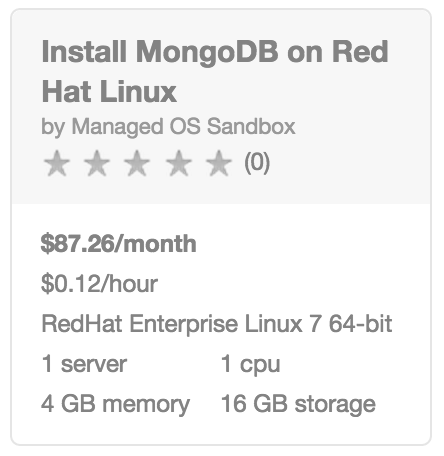 Install MongoDB on Red
Hat Linux
by Managed OS Sandbox
(0)
$87.26/month
$0.12/hour
RedHat Enterprise Linux 7 64-bit
1 server 1 cpu
4 GB memory 16 GB storage